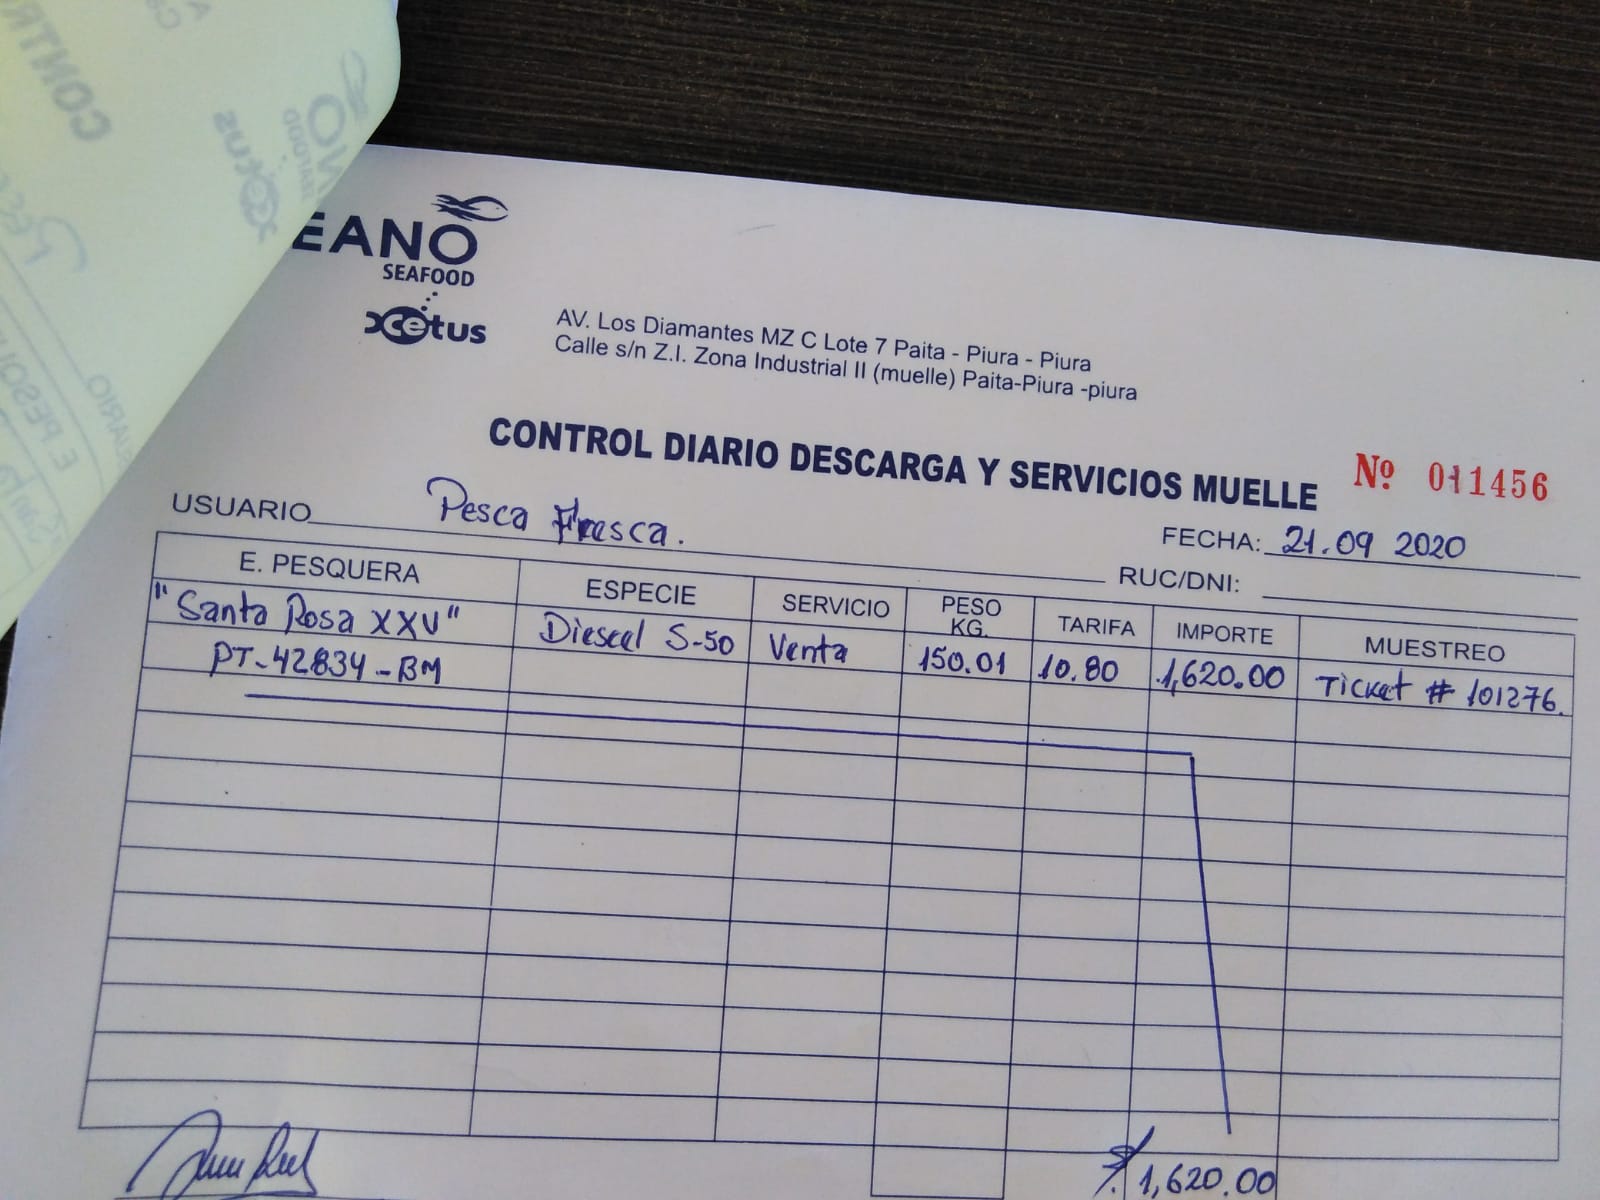 EANO
SEAFOOD
cetus
AV. Los Diamantes MZ C Lote 7 Paita - Piura - Piura
Calle s/n Z.I. Zona Industrial II (muelle) Paita-Piura -piura
CONTROL DIARIO DESCARGA Y SERVICIOS MUELLE
Nº 011456
USUARIO Pesca Fresca.
FECHA: 21.09 2020
RUC/DNI:
E. PESQUERA ESPECIE SERVICIO PESO KG. TARIFA IMPORTE MUESTREO
"Santa Rosa XXV" Diesel S-50 Venta 150.01 10.80 1,620.00 Ticket # 101276.
PT-42834-BM
S/. 1,620.00
CONTR
cetus